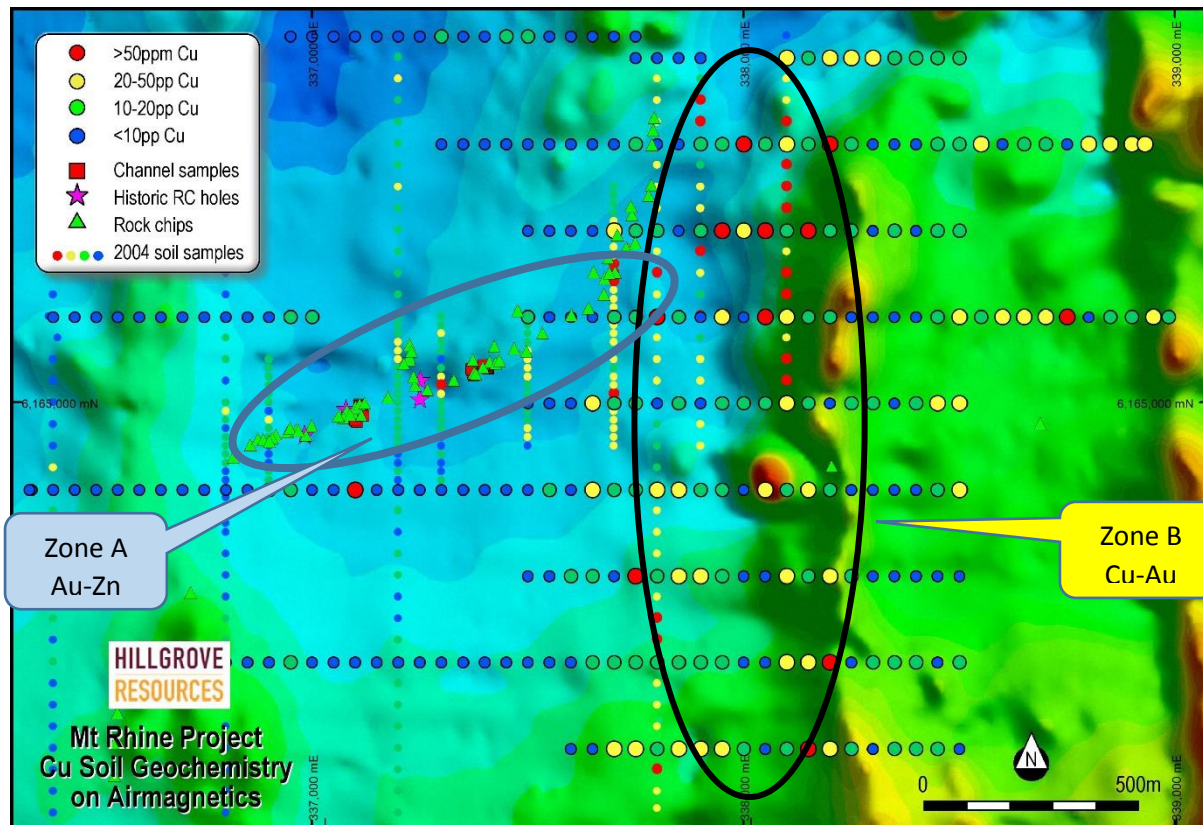 >50ppm Cu
20-50pp Cu
10-20pp Cu
<10pp Cu
Channel samples
Historic RC holes
Rock chips
2004 soil samples
337,000 mE
338,000 mE
339,000 mE
6,165,000 mN
6,165,000 mN
Zone A
Au-Zn
Zone B
Cu-Au
HILLGROVE
RESOURCES
Mt Rhine Project
Cu Soil Geochemistry
on Airmagnetics
337,000 mE
338,000 mE
339,000 mE
N
0
500m